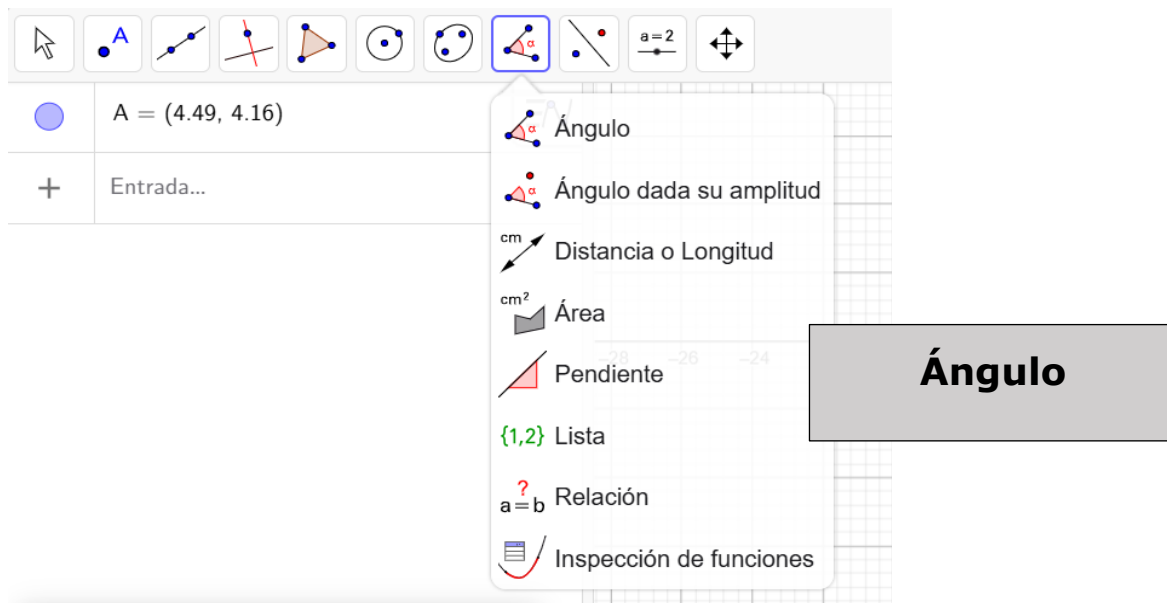 A
α
a = 2
A = (4.49, 4.16)
Entrada...
α Ángulo
α Ángulo dada su amplitud
cm Distancia o Longitud
cm² Área
-28 -26 -24
Pendiente
Ángulo
{1,2} Lista
? a = b Relación
Inspección de funciones